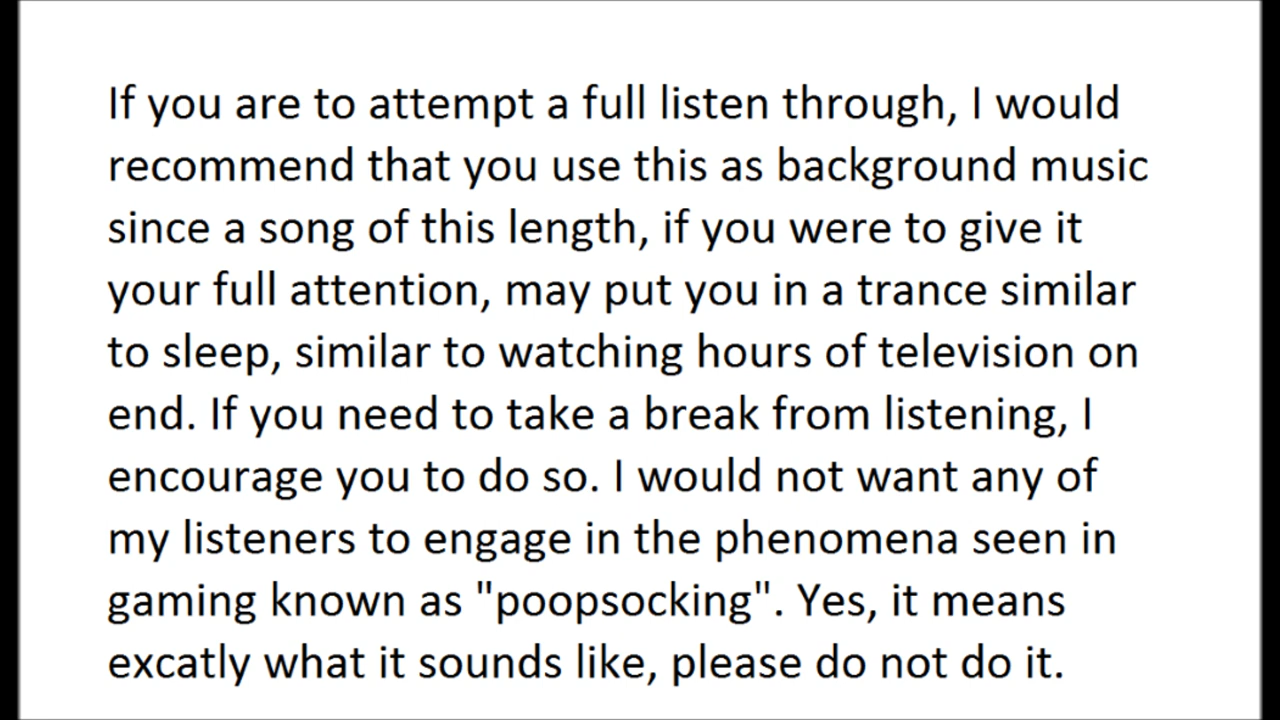 If you are to attempt a full listen through, I would
recommend that you use this as background music
since a song of this length, if you were to give it
your full attention, may put you in a trance similar
to sleep, similar to watching hours of television on
end. If you need to take a break from listening, I
encourage you to do so. I would not want any of
my listeners to engage in the phenomena seen in
gaming known as "poopsocking". Yes, it means
excatly what it sounds like, please do not do it.